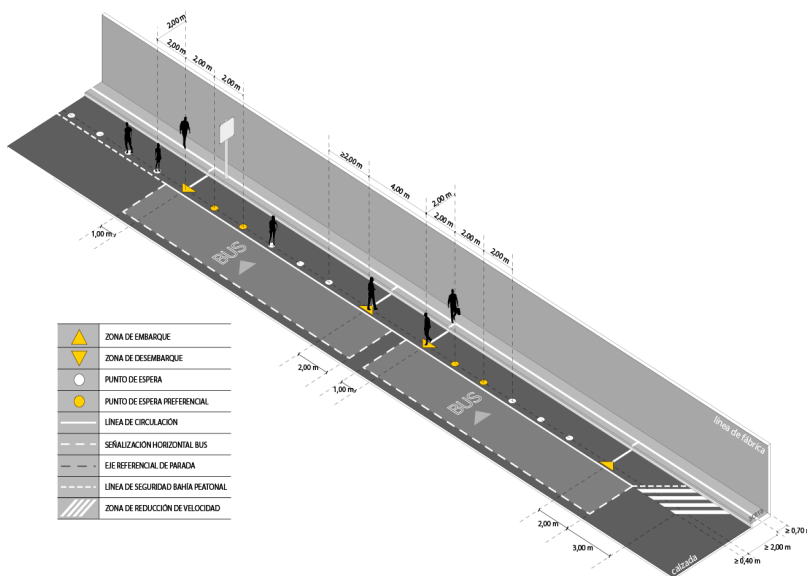 2,00 m
2,00 m
2,00 m
2,00 m
≥2,00 m
4,00 m
2,00 m
2,00 m
2,00 m
2,00 m
1,00 m
BUS
2,00 m
1,00 m
BUS
2,00 m
3,00 m
línea de fábrica
acera
calzada
≥ 0,70 m
≥ 2,00 m
≥ 0,40 m
ZONA DE EMBARQUE
ZONA DE DESEMBARQUE
PUNTO DE ESPERA
PUNTO DE ESPERA PREFERENCIAL
LÍNEA DE CIRCULACIÓN
SEÑALIZACIÓN HORIZONTAL BUS
EJE REFERENCIAL DE PARADA
LÍNEA DE SEGURIDAD BAHÍA PEATONAL
ZONA DE REDUCCIÓN DE VELOCIDAD